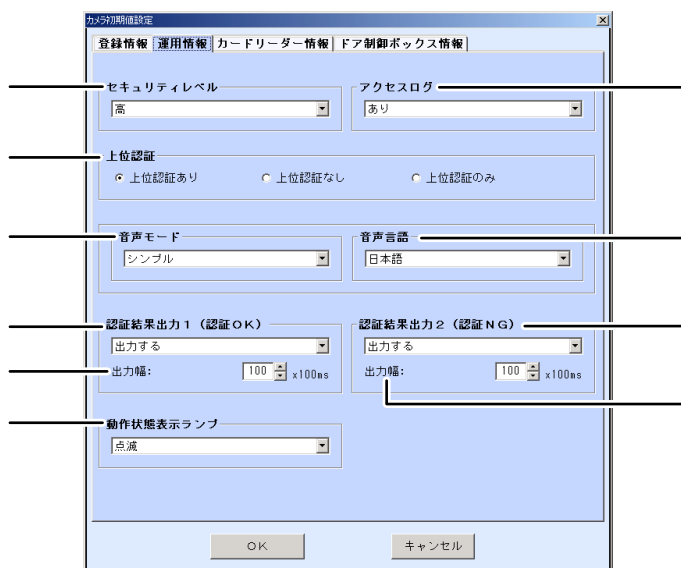 カメラ初期値設定
登録情報 運用情報 カードリーダー情報 ドア制御ボックス情報
セキュリティレベル アクセスログ
高 あり
上位認証
上位認証あり 上位認証なし 上位認証のみ
音声モード 音声言語
シンプル 日本語
認証結果出力1（認証OK） 認証結果出力2（認証NG）
出力する 出力する
出力幅: 100 x100ms 出力幅: 100 x100ms
動作状態表示ランプ
点滅
OK キャンセル